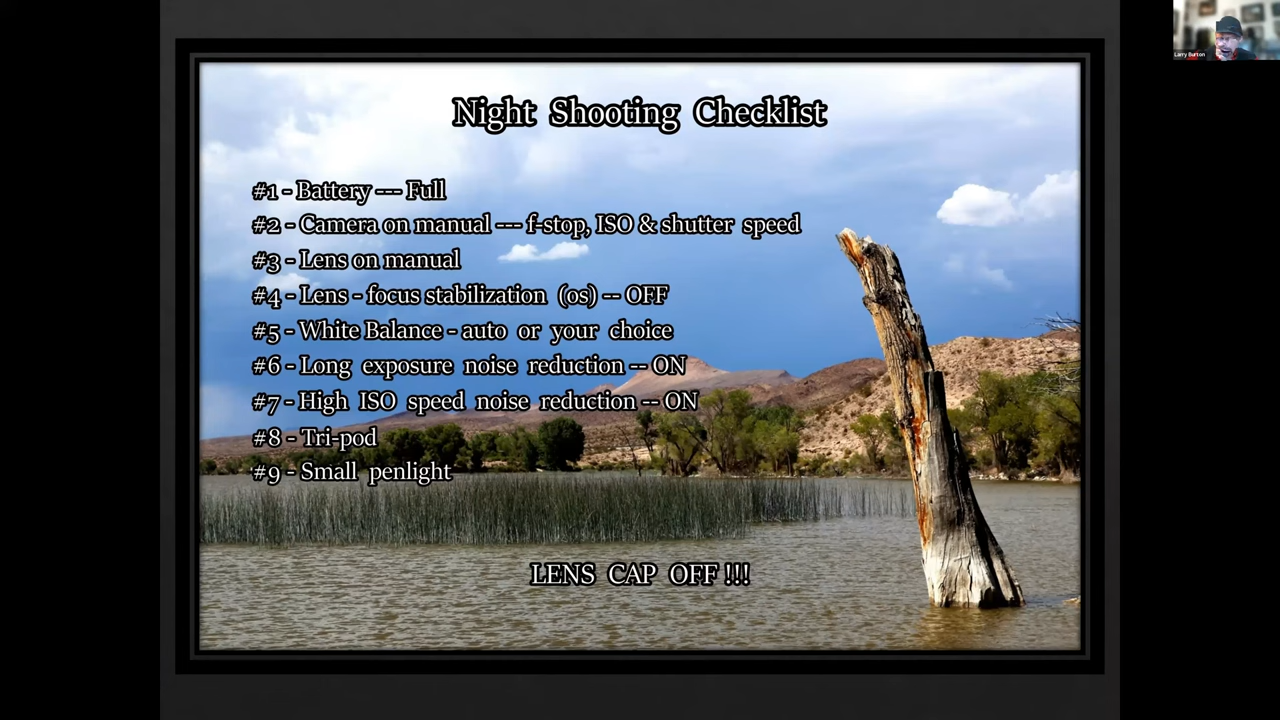 Night Shooting Checklist
#1 - Battery --- Full
#2 - Camera on manual --- f-stop, ISO & shutter speed
#3 - Lens on manual
#4 - Lens - focus stabilization (os) -- OFF
#5 - White Balance - auto or your choice
#6 - Long exposure noise reduction -- ON
#7 - High ISO speed noise reduction -- ON
#8 - Tri-pod
#9 - Small penlight
LENS CAP OFF !!!
Larry Burton